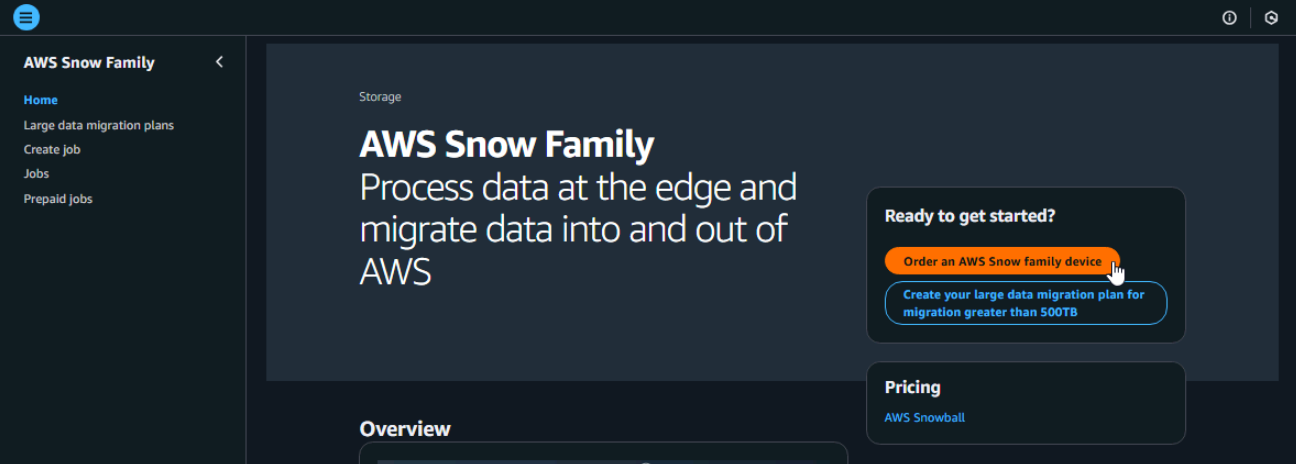 AWS Snow Family
Home
Large data migration plans
Create job
Jobs
Prepaid jobs
Storage
AWS Snow Family
Process data at the edge and
migrate data into and out of
AWS
Ready to get started?
Order an AWS Snow family device
Create your large data migration plan for
migration greater than 500TB
Pricing
AWS Snowball
Overview